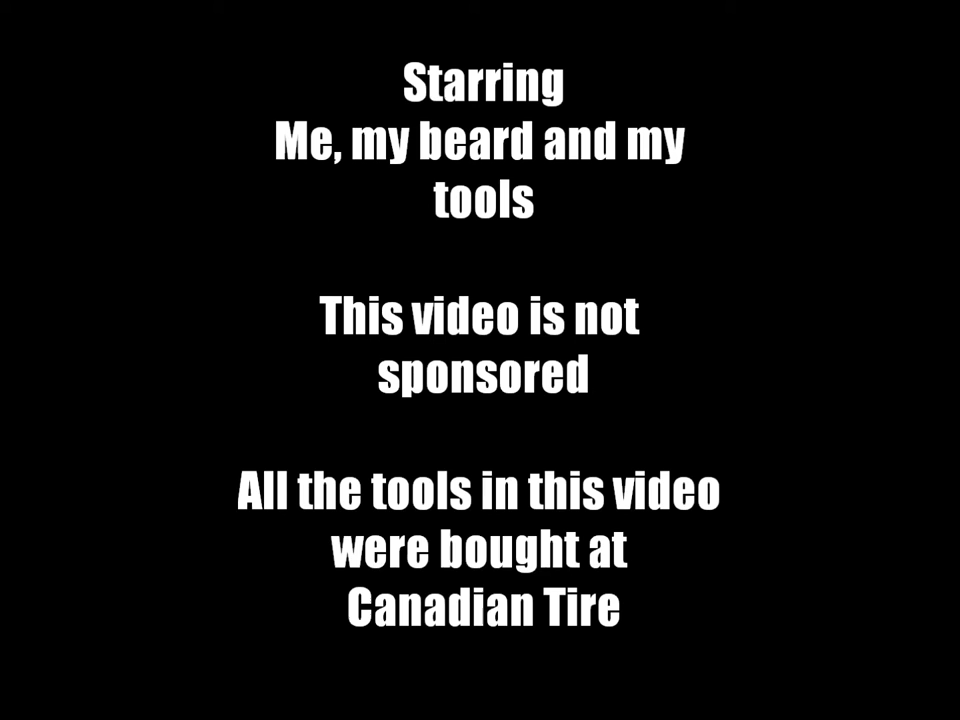 Starring
Me, my beard and my
tools
This video is not
sponsored
All the tools in this video
were bought at
Canadian Tire